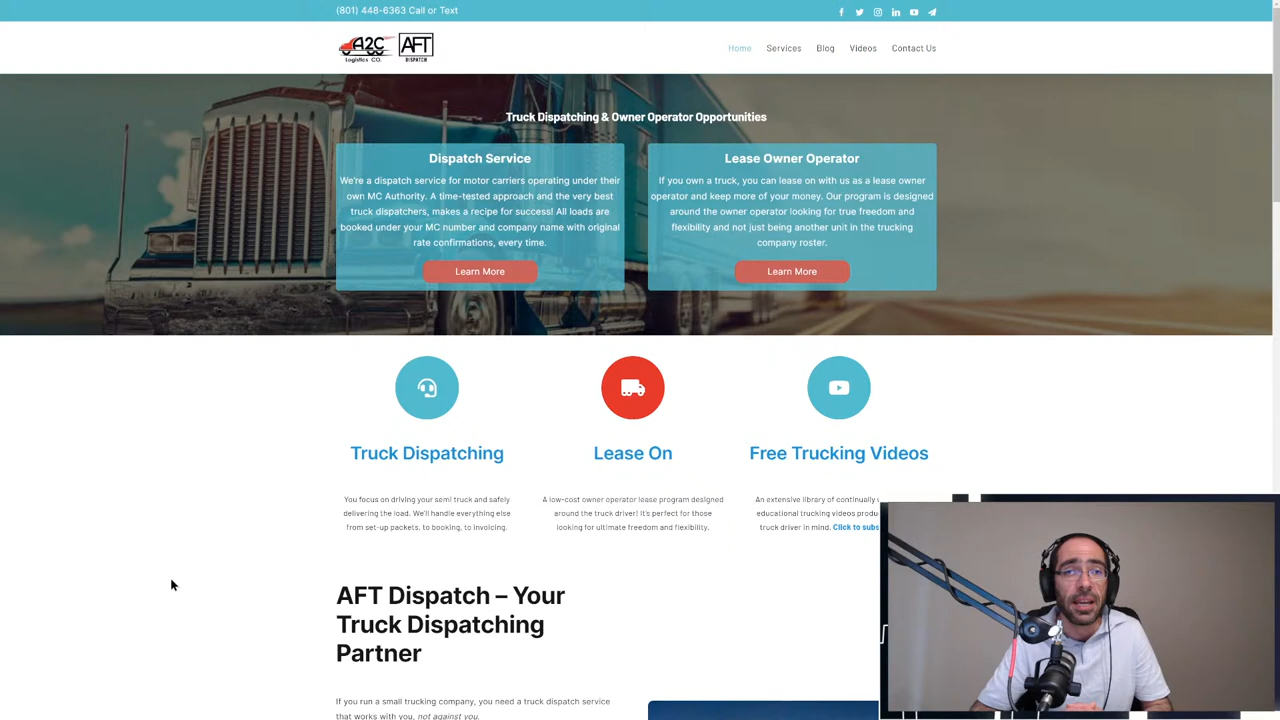 (801) 448-6363 Call or Text
A2C
Logistics CO.
AFT
DISPATCH
Home Services Blog Videos Contact Us
Truck Dispatching & Owner Operator Opportunities
Dispatch Service
We're a dispatch service for motor carriers operating under their
own MC Authority. A time-tested approach and the very best
truck dispatchers, makes a recipe for success! All loads are
booked under your MC number and company name with original
rate confirmations, every time.
Learn More
Lease Owner Operator
If you own a truck, you can lease on with us as a lease owner
operator and keep more of your money. Our program is designed
around the owner operator looking for true freedom and
flexibility and not just being another unit in the trucking
company roster.
Learn More
Truck Dispatching
You focus on driving your semi truck and safely
delivering the load. We'll handle everything else
from set-up packets, to booking, to invoicing.
Lease On
A low-cost owner operator lease program designed
around the truck driver! It's perfect for those
looking for ultimate freedom and flexibility.
Free Trucking Videos
An extensive library of continually
educational trucking videos produ
truck driver in mind. Click to subs
AFT Dispatch – Your
Truck Dispatching
Partner
If you run a small trucking company, you need a truck dispatch service
that works with you, not against you.